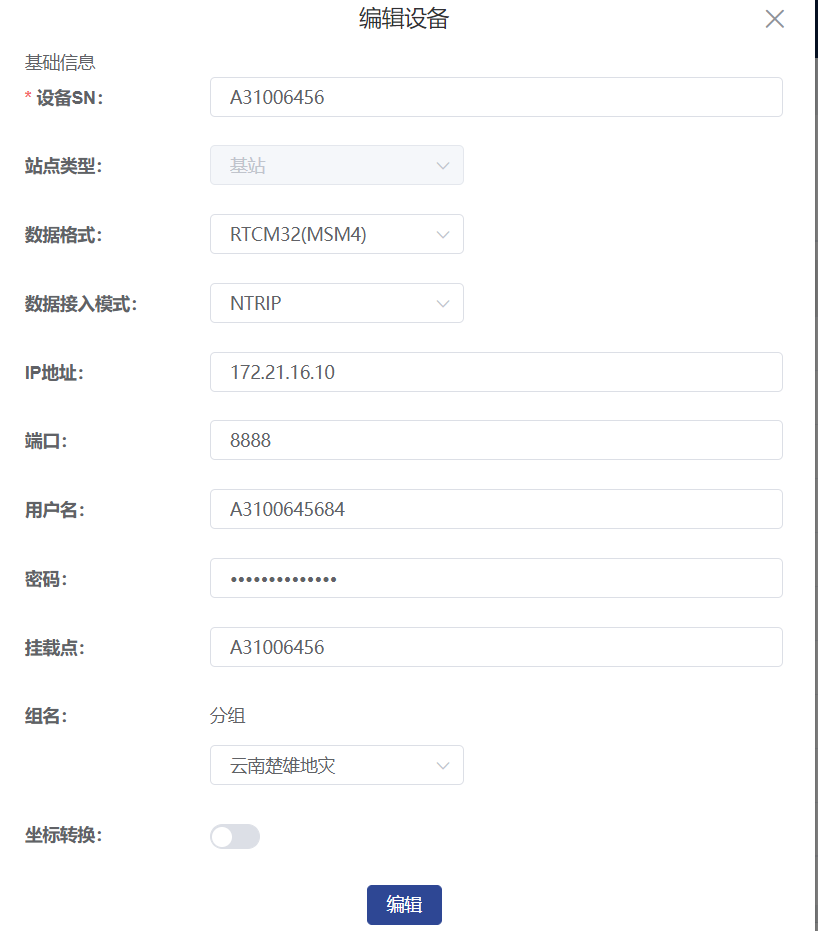 编辑设备
基础信息
* 设备SN: A31006456
站点类型: 基站
数据格式: RTCM32(MSM4)
数据接入模式: NTRIP
IP地址: 172.21.16.10
端口: 8888
用户名: A3100645684
密码: ••••••••••••••
挂载点: A31006456
组名: 分组
云南楚雄地灾
坐标转换:
编辑